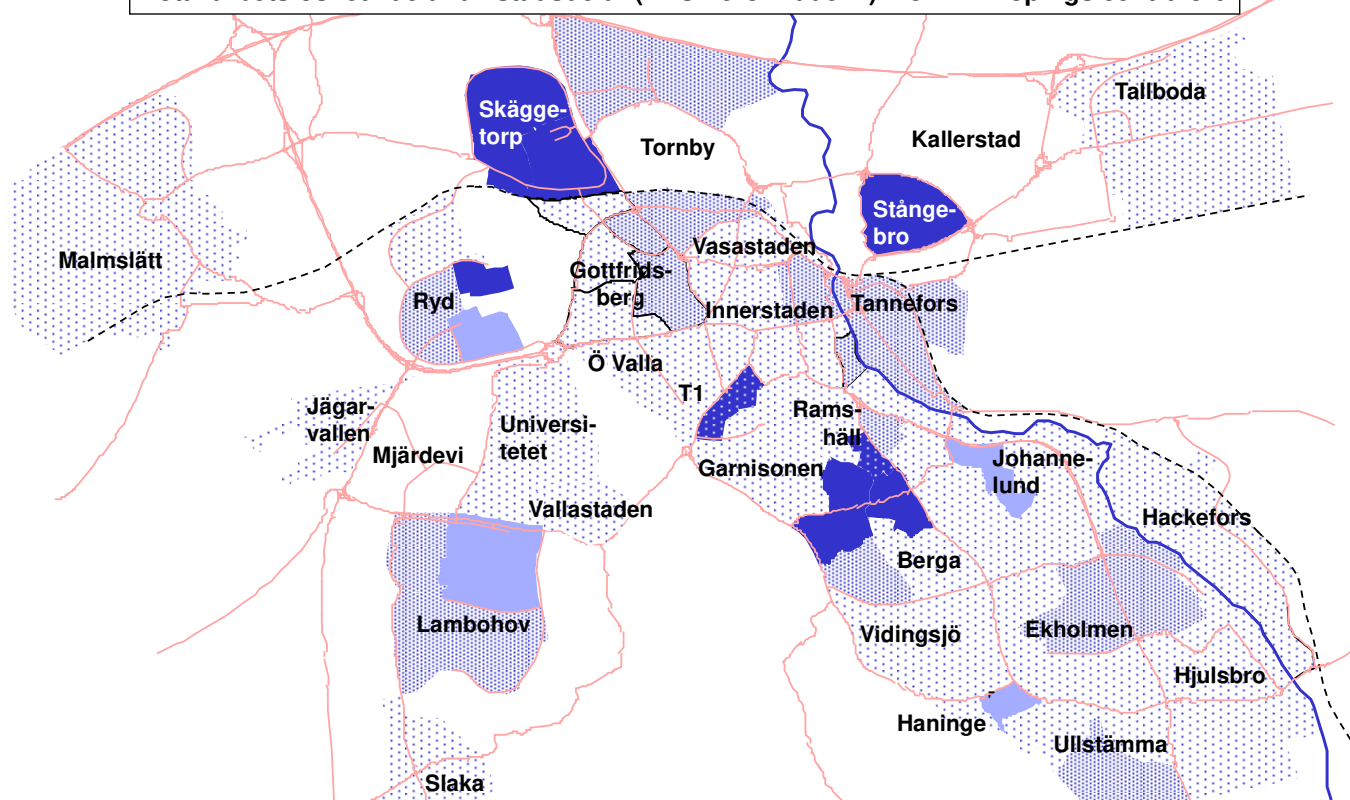 Tallboda
Skägge-
torp
Kallerstad
Tornby
Stånge-
bro
Vasastaden
Malmslätt
Gottfrids-
berg
Ryd
Innerstaden
Tannefors
Ö Valla
T1
Jägar-
vallen
Rams-
häll
Universi-
tetet
Mjärdevi
Garnisonen
Johanne-
lund
Vallastaden
Hackefors
Berga
Lambohov
Vidingsjö
Ekholmen
Hjulsbro
Haninge
Ullstämma
Slaka